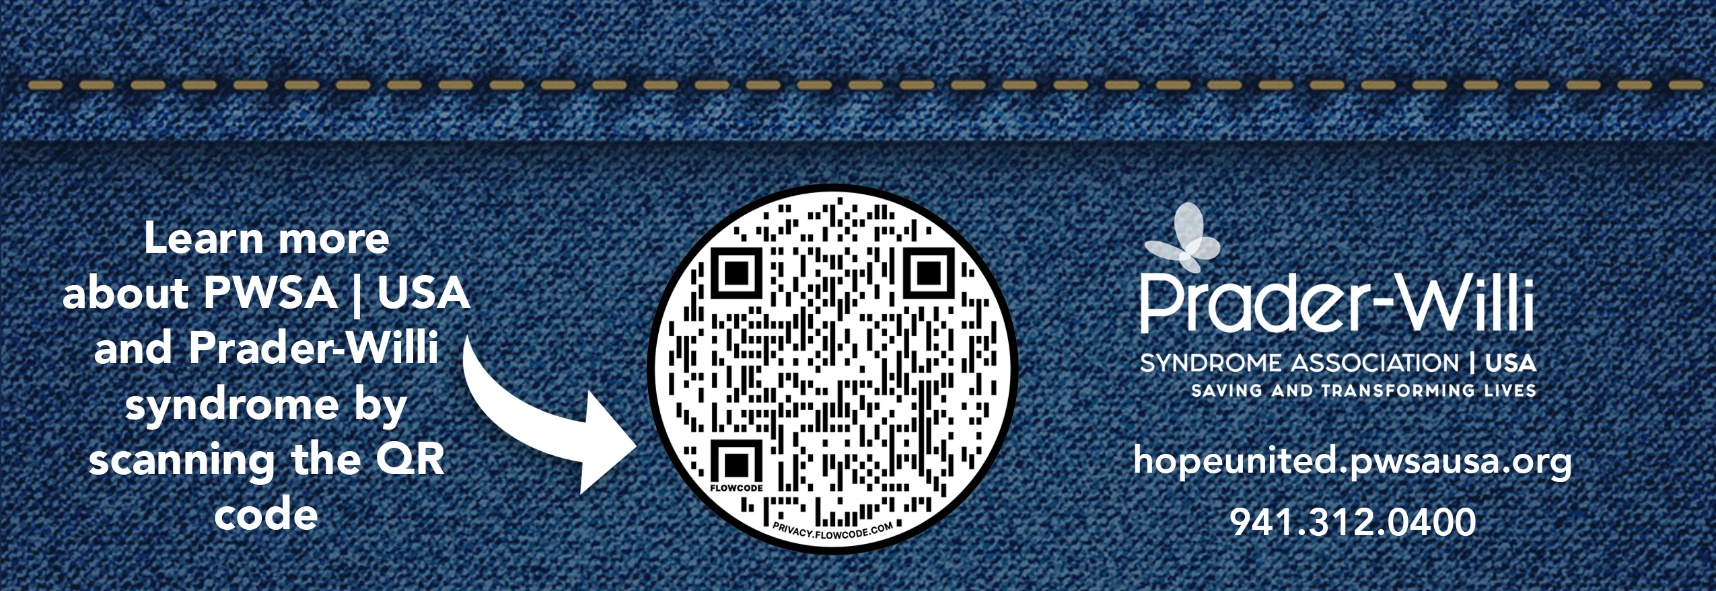 Learn more
about PWSA | USA
and Prader-Willi
syndrome by
scanning the QR
code
FLOWCODE
PRIVACY.FLOWCODE.COM
Prader-Willi
SYNDROME ASSOCIATION | USA
SAVING AND TRANSFORMING LIVES
hopeunited.pwsausa.org
941.312.0400